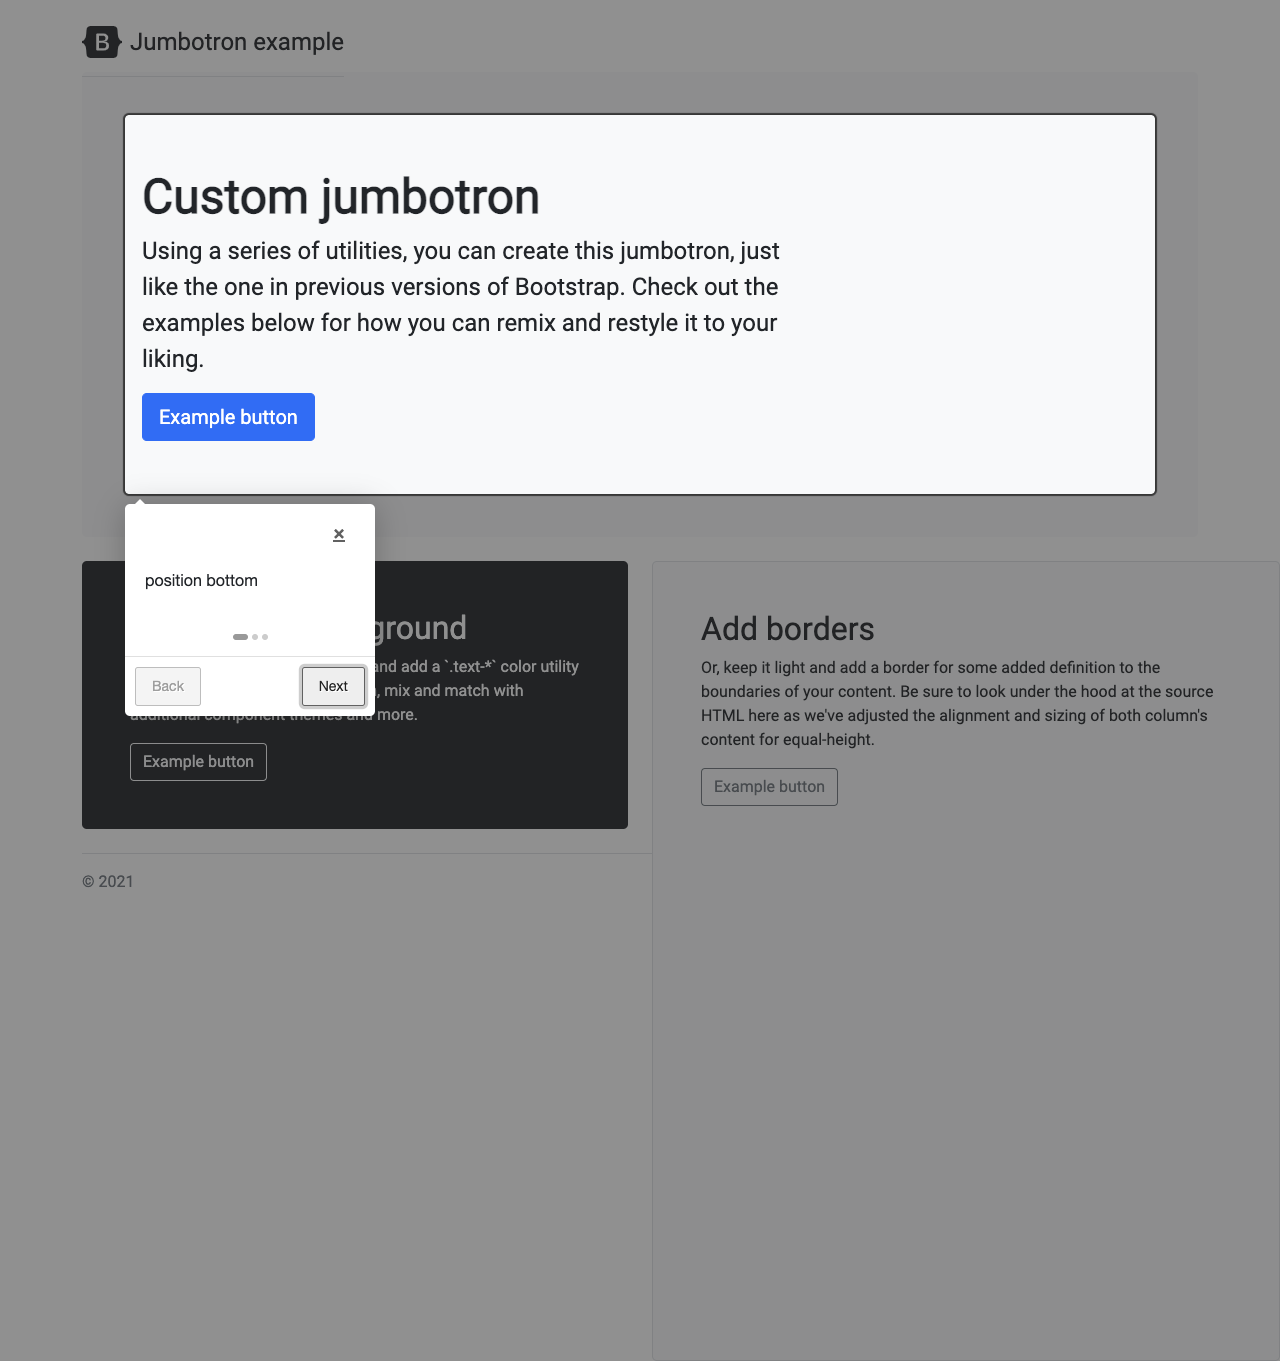 B Jumbotron example
Custom jumbotron
Using a series of utilities, you can create this jumbotron, just
like the one in previous versions of Bootstrap. Check out the
examples below for how you can remix and restyle it to your
liking.
Example button
×
position bottom
Back
Next
and add a `.text-*` color utility
mix and match with
additional component themes and more.
Example button
Add borders
Or, keep it light and add a border for some added definition to the
boundaries of your content. Be sure to look under the hood at the source
HTML here as we've adjusted the alignment and sizing of both column's
content for equal-height.
Example button
© 2021